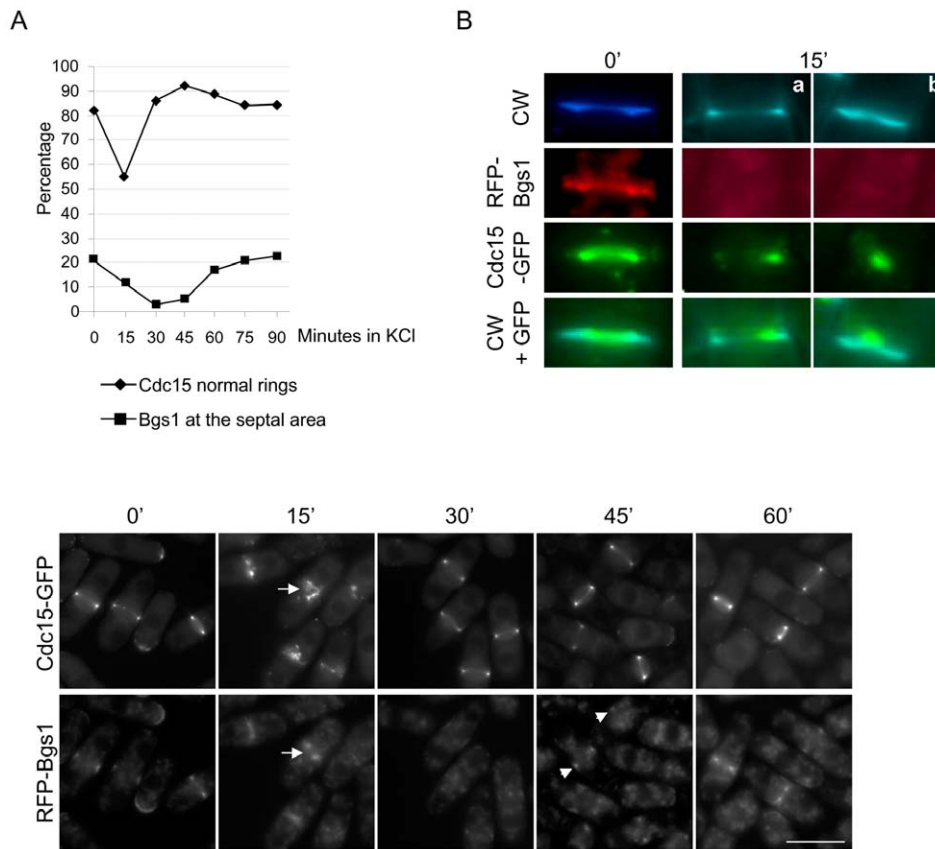 A
100
90
80
70
60
50
40
30
20
10
0
Percentage
0 15 30 45 60 75 90 Minutes in KCl
Cdc15 normal rings
Bgs1 at the septal area
B
0’ 15’
CW
a b
RFP-
Bgs1
Cdc15
-GFP
CW
+ GFP
0’ 15’ 30’ 45’ 60’
Cdc15-GFP
RFP-Bgs1